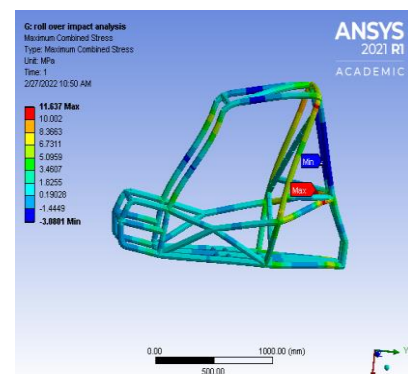 G: roll over impact analysis
Maximum Combined Stress
Type: Maximum Combined Stress
Unit: MPa
Time: 1
2/27/2022 10:50 AM
ANSYS
2021 R1
ACADEMIC
11.637 Max
10.002
8.3663
6.7311
5.0959
3.4607
1.8255
0.19028
-1.4449
-3.0801 Min
Min
Max
0.00
1000.00 (mm)
500.00
Y